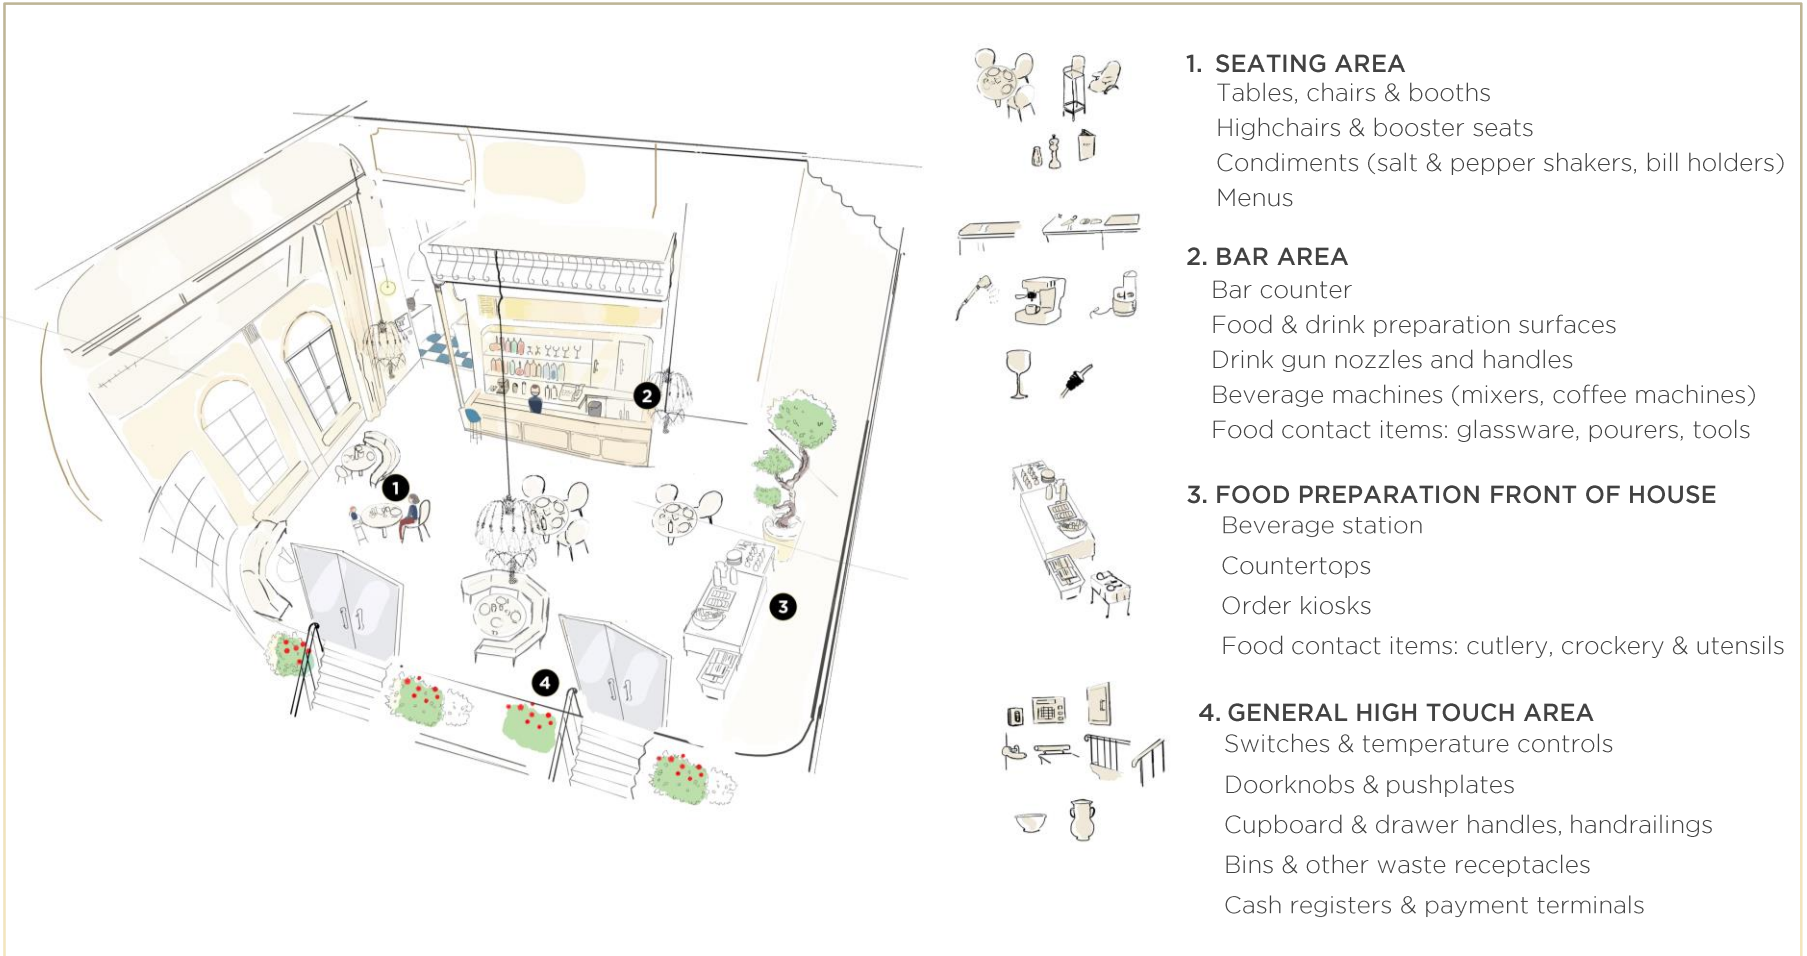 1. SEATING AREA
Tables, chairs & booths
Highchairs & booster seats
Condiments (salt & pepper shakers, bill holders)
Menus
2. BAR AREA
Bar counter
Food & drink preparation surfaces
Drink gun nozzles and handles
Beverage machines (mixers, coffee machines)
Food contact items: glassware, pourers, tools
3. FOOD PREPARATION FRONT OF HOUSE
Beverage station
Countertops
Order kiosks
Food contact items: cutlery, crockery & utensils
4. GENERAL HIGH TOUCH AREA
Switches & temperature controls
Doorknobs & pushplates
Cupboard & drawer handles, handrailings
Bins & other waste receptacles
Cash registers & payment terminals
2
1
3
4